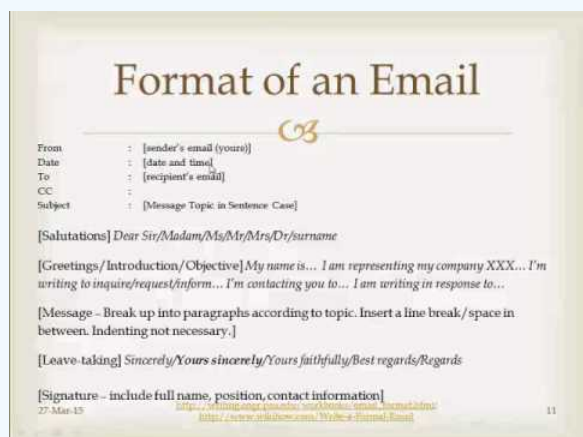 Format of an Email
From : [sender's email (yours)]
Date : [date and time]
To : [recipient's email]
CC :
Subject : [Message Topic in Sentence Case]
[Salutations] Dear Sir/Madam/Ms/Mr/Mrs/Dr/surname
[Greetings/Introduction/Objective] My name is... I am representing my company XXX... I'm
writing to inquire/request/inform... I'm contacting you to... I am writing in response to...
[Message – Break up into paragraphs according to topic. Insert a line break/space in
between. Indenting not necessary.]
[Leave-taking] Sincerely/Yours sincerely/Yours faithfully/Best regards/Regards
[Signature – include full name, position, contact information]
27-Mar-15
http://www.wikihow.com/Write-a-Formal-Email
11